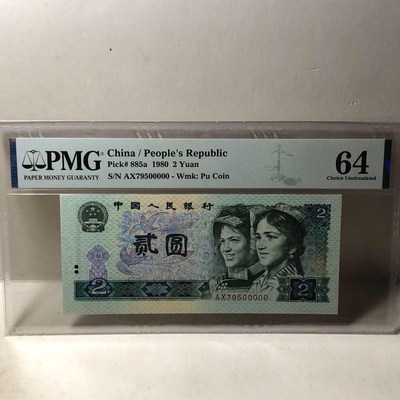 PMG
PAPER MONEY GUARANTY
China / People's Republic
Pick# 885a 1980 2 Yuan
S/N AX79500000 - Wmk: Pu Coin
64
Choice Uncirculated
中国人民银行
贰圆
2
2
2
AX79500000